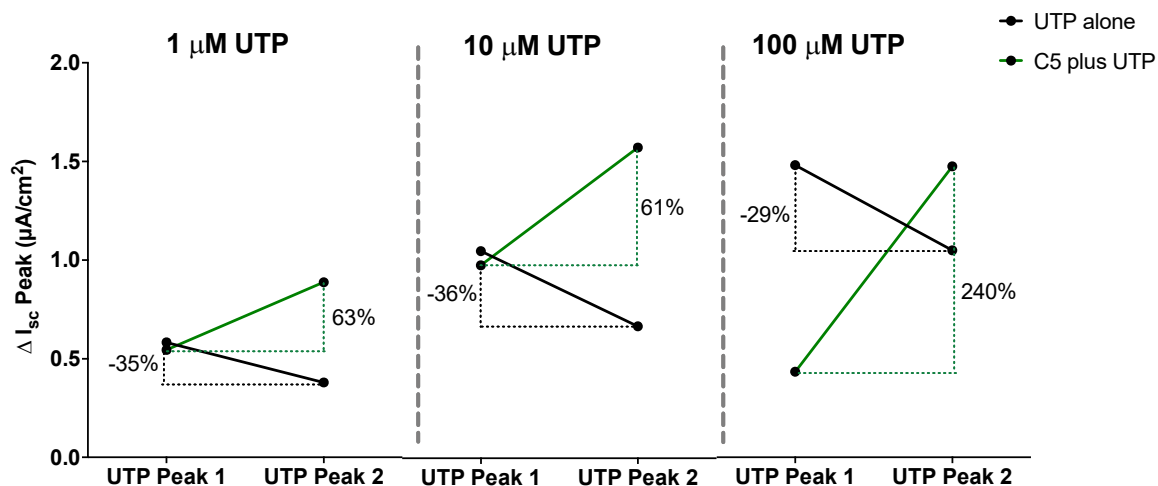 UTP alone
C5 plus UTP
1 μM UTP
10 μM UTP
100 μM UTP
Δ Isc Peak (μA/cm²)
2.0
1.5
1.0
0.5
0.0
-35%
63%
-36%
61%
-29%
240%
UTP Peak 1
UTP Peak 2
UTP Peak 1
UTP Peak 2
UTP Peak 1
UTP Peak 2